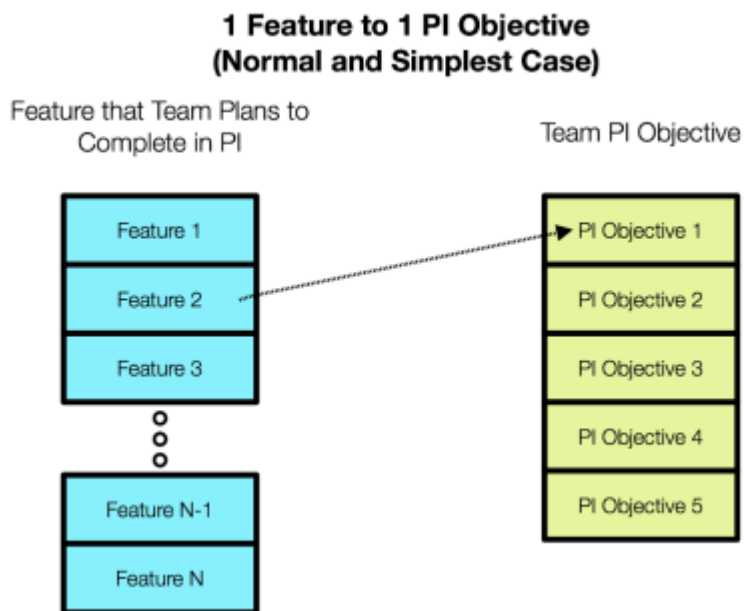 1 Feature to 1 PI Objective
(Normal and Simplest Case)
Feature that Team Plans to
Complete in PI
Team PI Objective
Feature 1
Feature 2
Feature 3
Feature N-1
Feature N
PI Objective 1
PI Objective 2
PI Objective 3
PI Objective 4
PI Objective 5